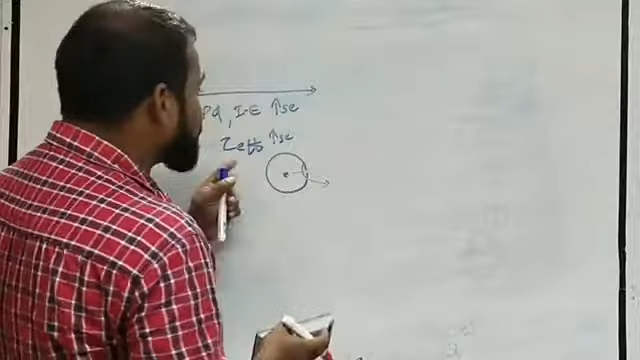 Pd, I-E ↑se
Zeff ↑se